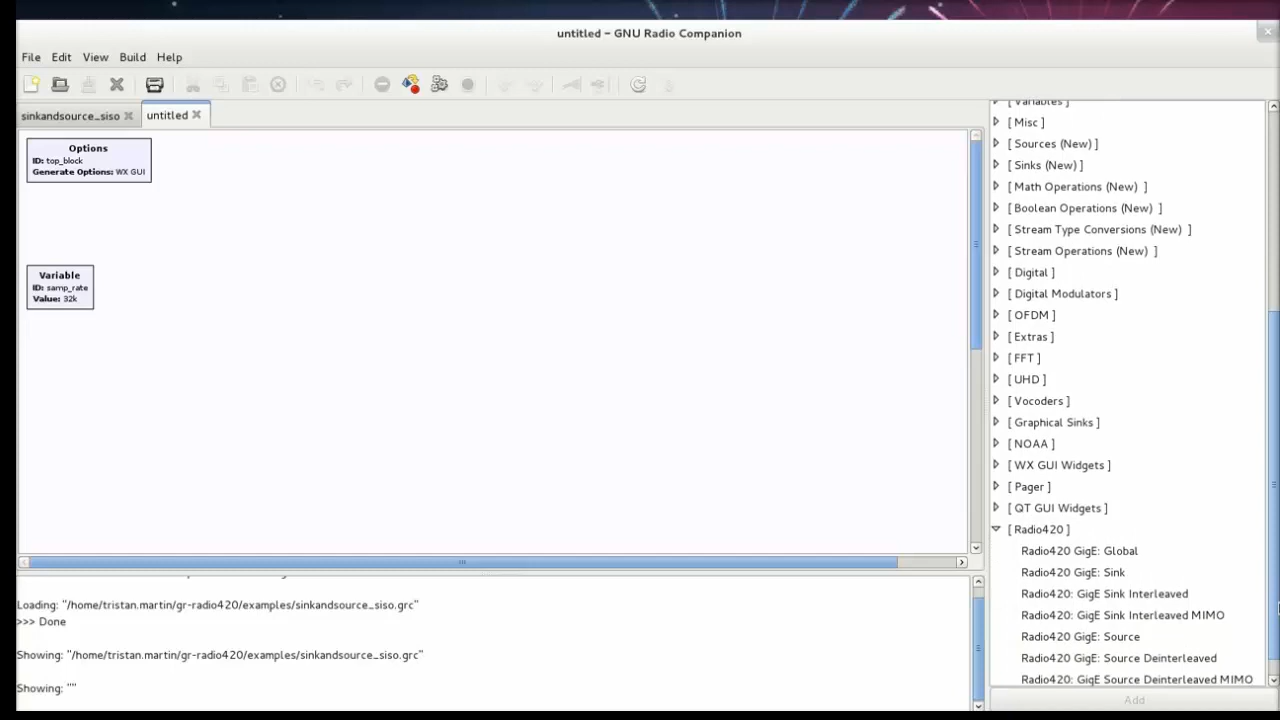 untitled – GNU Radio Companion
File Edit View Build Help
sinkandsource_siso untitled
Options
ID: top_block
Generate Options: WX GUI
Variable
ID: samp_rate
Value: 32k
Variables ]
[ Misc ]
[ Sources (New) ]
[ Sinks (New) ]
[ Math Operations (New) ]
[ Boolean Operations (New) ]
[ Stream Type Conversions (New) ]
[ Stream Operations (New) ]
[ Digital ]
[ Digital Modulators ]
[ OFDM ]
[ Extras ]
[ FFT ]
[ UHD ]
[ Vocoders ]
[ Graphical Sinks ]
[ NOAA ]
[ WX GUI Widgets ]
[ Pager ]
[ QT GUI Widgets ]
[ Radio420 ]
Radio420 GigE: Global
Radio420 GigE: Sink
Radio420: GigE Sink Interleaved
Radio420: GigE Sink Interleaved MIMO
Radio420 GigE: Source
Radio420 GigE: Source Deinterleaved
Radio420: GigE Source Deinterleaved MIMO
Add
Loading: "/home/tristan.martin/gr-radio420/examples/sinkandsource_siso.grc"
>>> Done
Showing: "/home/tristan.martin/gr-radio420/examples/sinkandsource_siso.grc"
Showing: ""